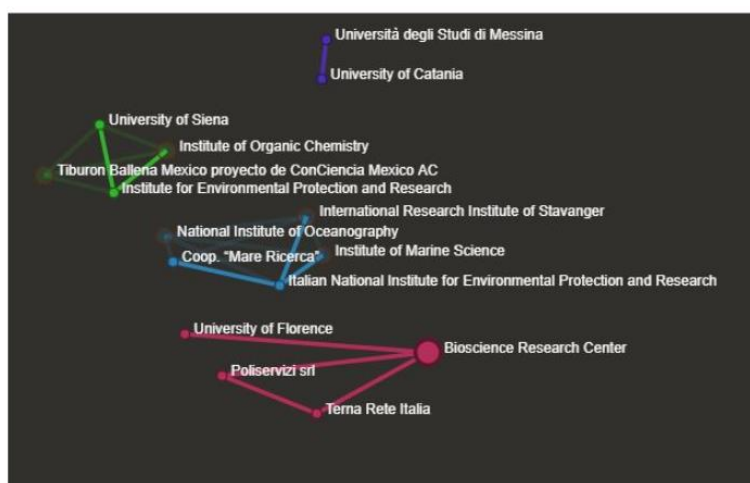 Università degli Studi di Messina
University of Catania
University of Siena
Institute of Organic Chemistry
Tiburon Ballena Mexico proyecto de ConCiencia Mexico AC
Institute for Environmental Protection and Research
International Research Institute of Stavanger
National Institute of Oceanography
Institute of Marine Science
Coop. "Mare Ricerca"
Italian National Institute for Environmental Protection and Research
University of Florence
Bioscience Research Center
Poliservizi srl
Terna Rete Italia